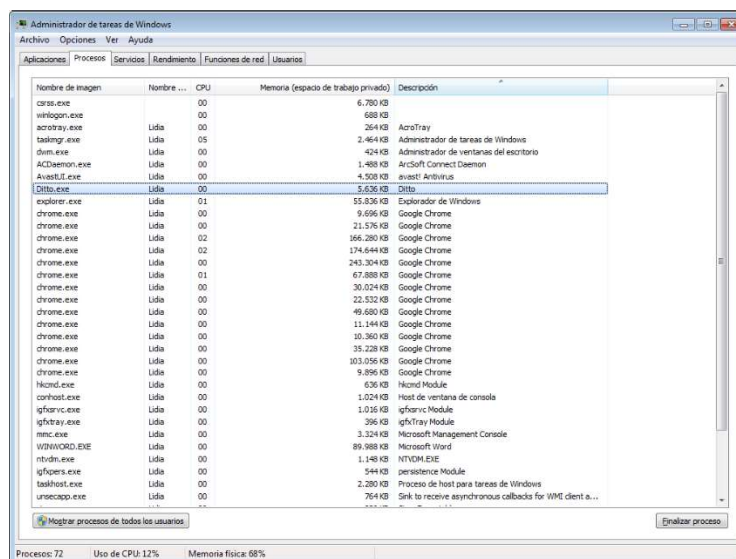 Administrador de tareas de Windows
Archivo Opciones Ver Ayuda
Aplicaciones Procesos Servicios Rendimiento Funciones de red Usuarios
Nombre de imagen Nombre ... CPU Memoria (espacio de trabajo privado) Descripción
csrss.exe 00 6.780 KB
winlogon.exe 00 688 KB
acrotray.exe Lidia 00 264 KB AcroTray
taskmgr.exe Lidia 05 2.464 KB Administrador de tareas de Windows
dwm.exe Lidia 00 424 KB Administrador de ventanas del escritorio
ACDaemon.exe Lidia 00 1.488 KB ArcSoft Connect Daemon
AvastUI.exe Lidia 00 4.508 KB avast! Antivirus
Ditto.exe Lidia 00 5.636 KB Ditto
explorer.exe Lidia 01 55.836 KB Explorador de Windows
chrome.exe Lidia 00 9.696 KB Google Chrome
chrome.exe Lidia 00 21.576 KB Google Chrome
chrome.exe Lidia 02 166.280 KB Google Chrome
chrome.exe Lidia 02 174.644 KB Google Chrome
chrome.exe Lidia 00 243.304 KB Google Chrome
chrome.exe Lidia 01 67.888 KB Google Chrome
chrome.exe Lidia 00 30.024 KB Google Chrome
chrome.exe Lidia 00 22.532 KB Google Chrome
chrome.exe Lidia 00 49.680 KB Google Chrome
chrome.exe Lidia 00 11.144 KB Google Chrome
chrome.exe Lidia 00 10.360 KB Google Chrome
chrome.exe Lidia 00 35.228 KB Google Chrome
chrome.exe Lidia 00 103.056 KB Google Chrome
chrome.exe Lidia 00 9.896 KB Google Chrome
hkcmd.exe Lidia 00 636 KB hkcmd Module
conhost.exe Lidia 00 1.024 KB Host de ventana de consola
igfxsrvc.exe Lidia 00 1.016 KB igfxsrvc Module
igfxtray.exe Lidia 00 396 KB igfxTray Module
mmc.exe Lidia 00 3.324 KB Microsoft Management Console
WINWORD.EXE Lidia 00 89.988 KB Microsoft Word
ntvdm.exe Lidia 00 1.148 KB NTVDM.EXE
igfxpers.exe Lidia 00 544 KB persistence Module
taskhost.exe Lidia 00 2.280 KB Proceso de host para tareas de Windows
unsecapp.exe Lidia 00 764 KB Sink to receive asynchronous callbacks for WMI client a...
Mostrar procesos de todos los usuarios Finalizar proceso
Procesos: 72 Uso de CPU: 12% Memoria física: 68%